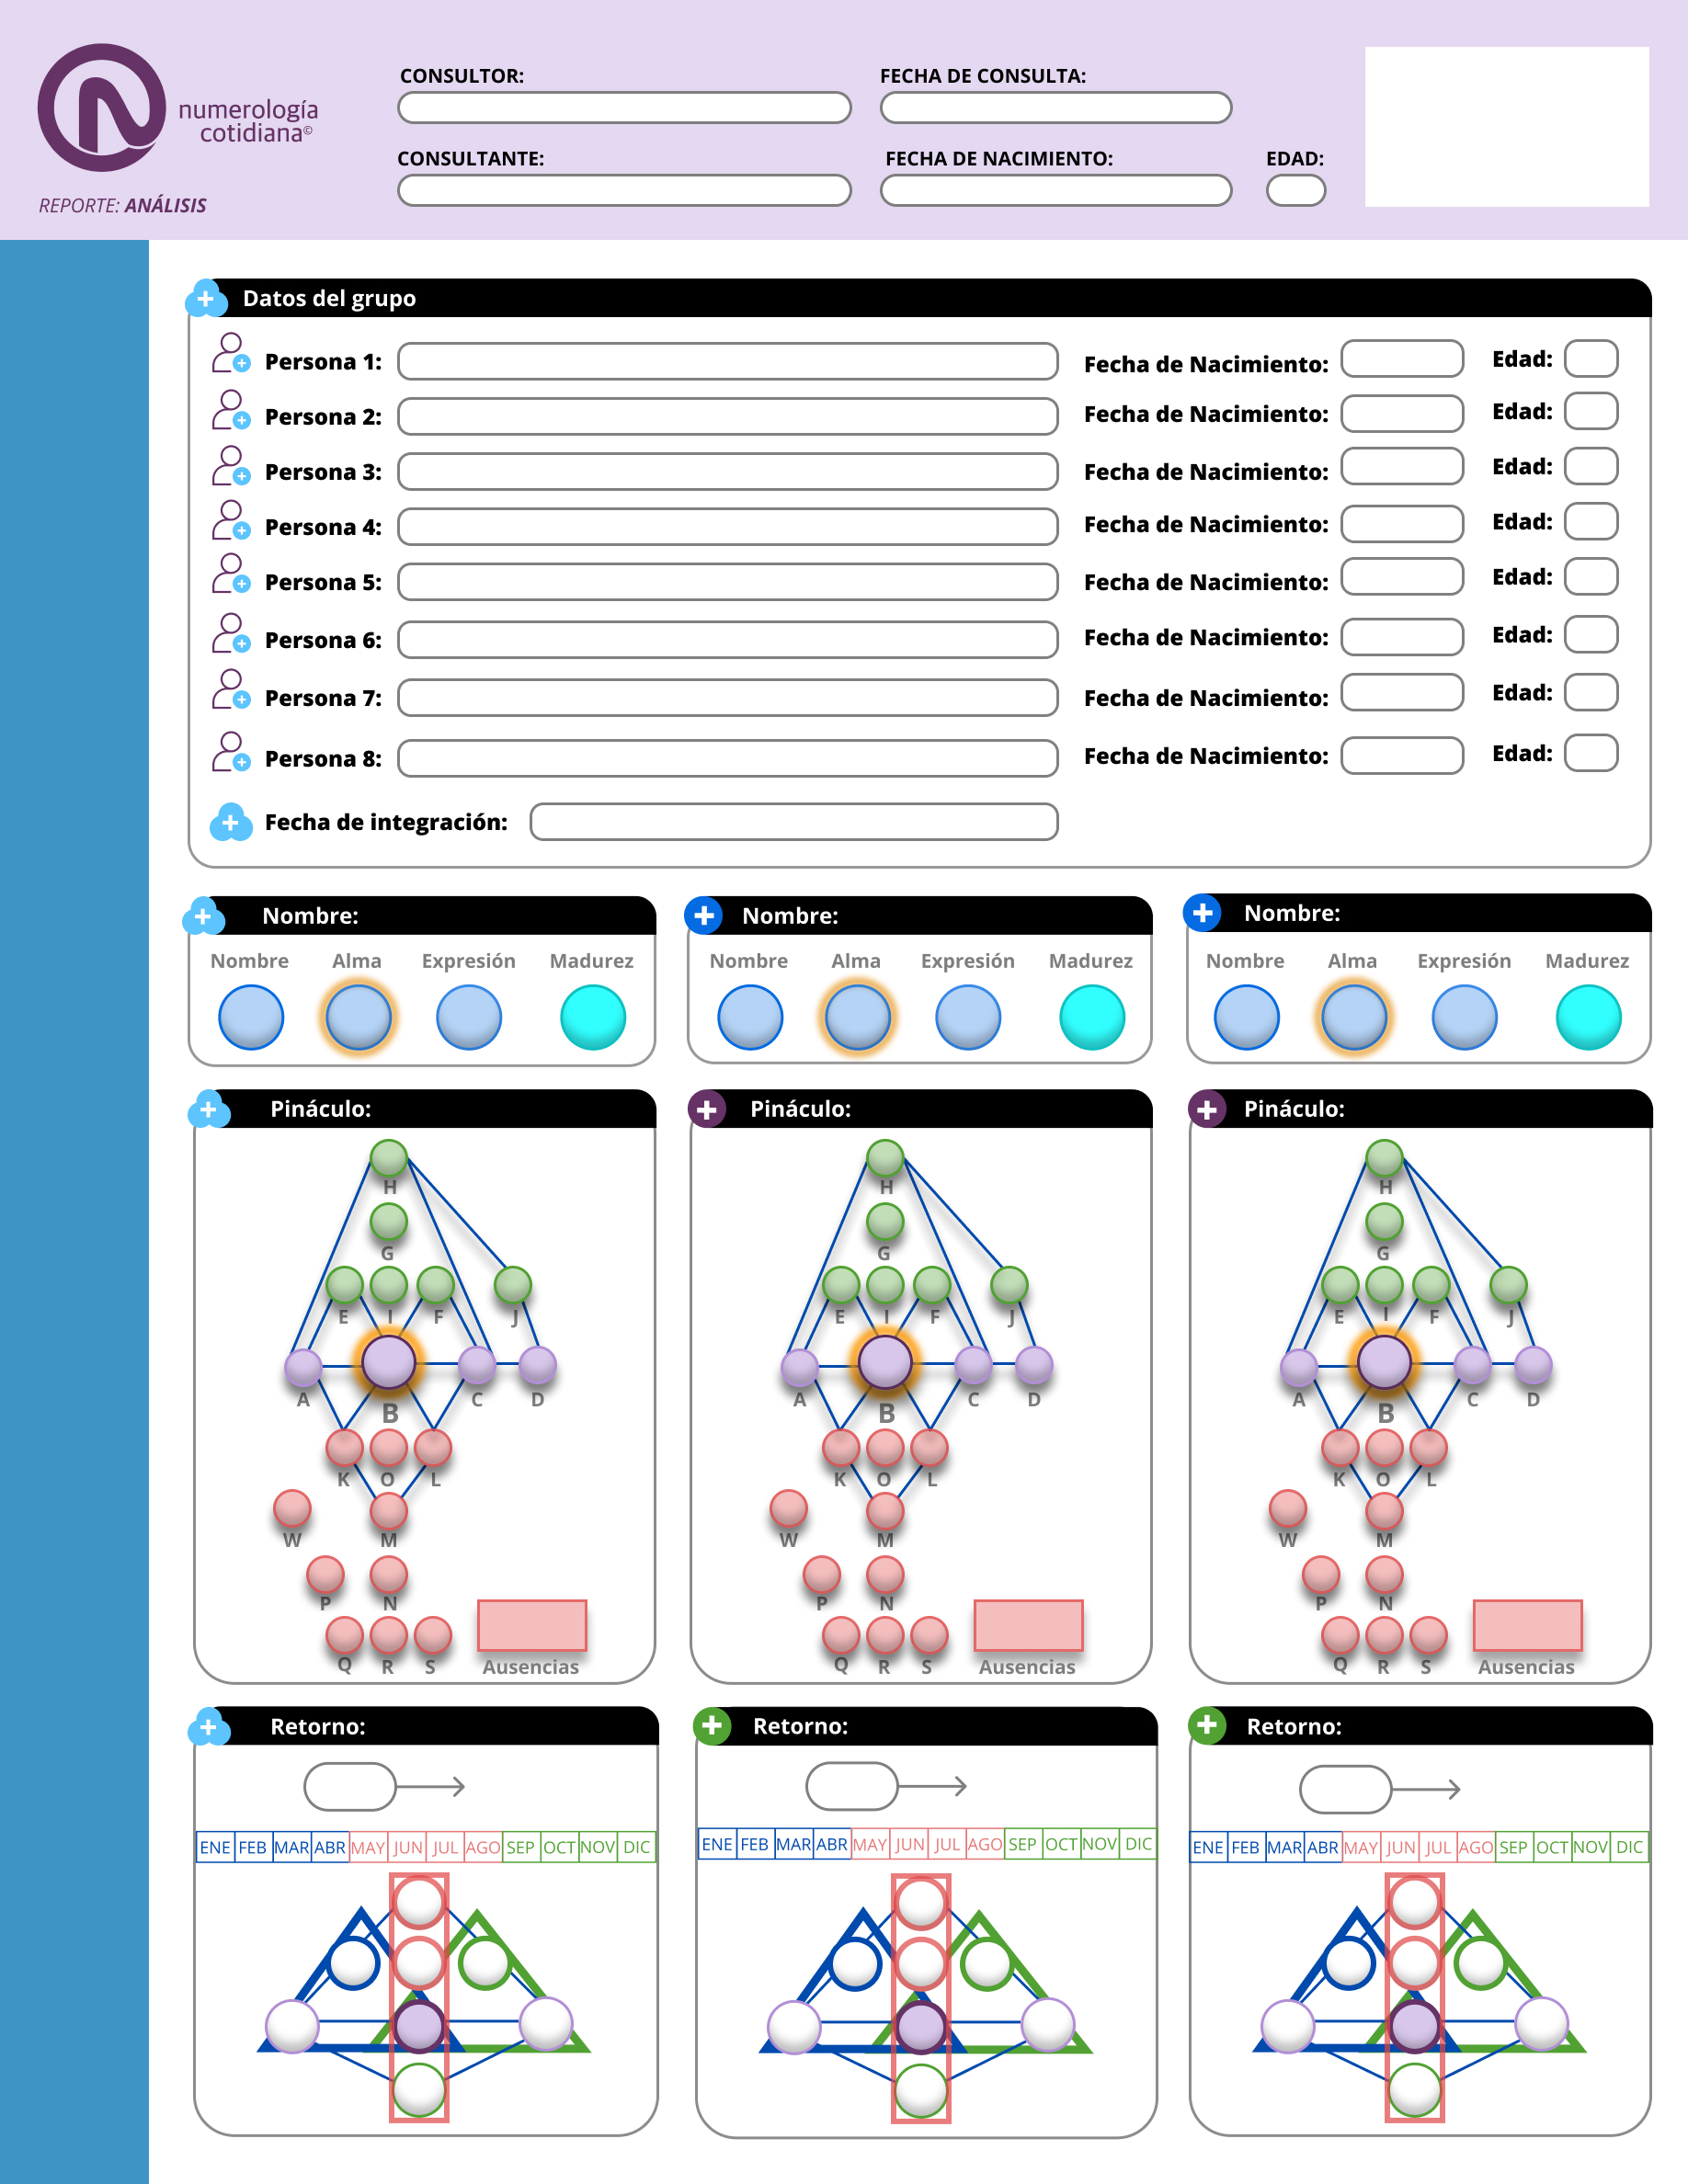 numerología
cotidiana©
REPORTE: ANÁLISIS
CONSULTOR:
FECHA DE CONSULTA:
CONSULTANTE:
FECHA DE NACIMIENTO:
EDAD:
Datos del grupo
Persona 1:
Fecha de Nacimiento:
Edad:
Persona 2:
Fecha de Nacimiento:
Edad:
Persona 3:
Fecha de Nacimiento:
Edad:
Persona 4:
Fecha de Nacimiento:
Edad:
Persona 5:
Fecha de Nacimiento:
Edad:
Persona 6:
Fecha de Nacimiento:
Edad:
Persona 7:
Fecha de Nacimiento:
Edad:
Persona 8:
Fecha de Nacimiento:
Edad:
Fecha de integración:
Nombre:
Nombre Alma Expresión Madurez
Nombre:
Nombre Alma Expresión Madurez
Nombre:
Nombre Alma Expresión Madurez
Pináculo:
H
G
E I F J
A B C D
K O L
W M
P N
Q R S Ausencias
Pináculo:
H
G
E I F J
A B C D
K O L
W M
P N
Q R S Ausencias
Pináculo:
H
G
E I F J
A B C D
K O L
W M
P N
Q R S Ausencias
Retorno:
ENE FEB MAR ABR MAY JUN JUL AGO SEP OCT NOV DIC
Retorno:
ENE FEB MAR ABR MAY JUN JUL AGO SEP OCT NOV DIC
Retorno:
ENE FEB MAR ABR MAY JUN JUL AGO SEP OCT NOV DIC